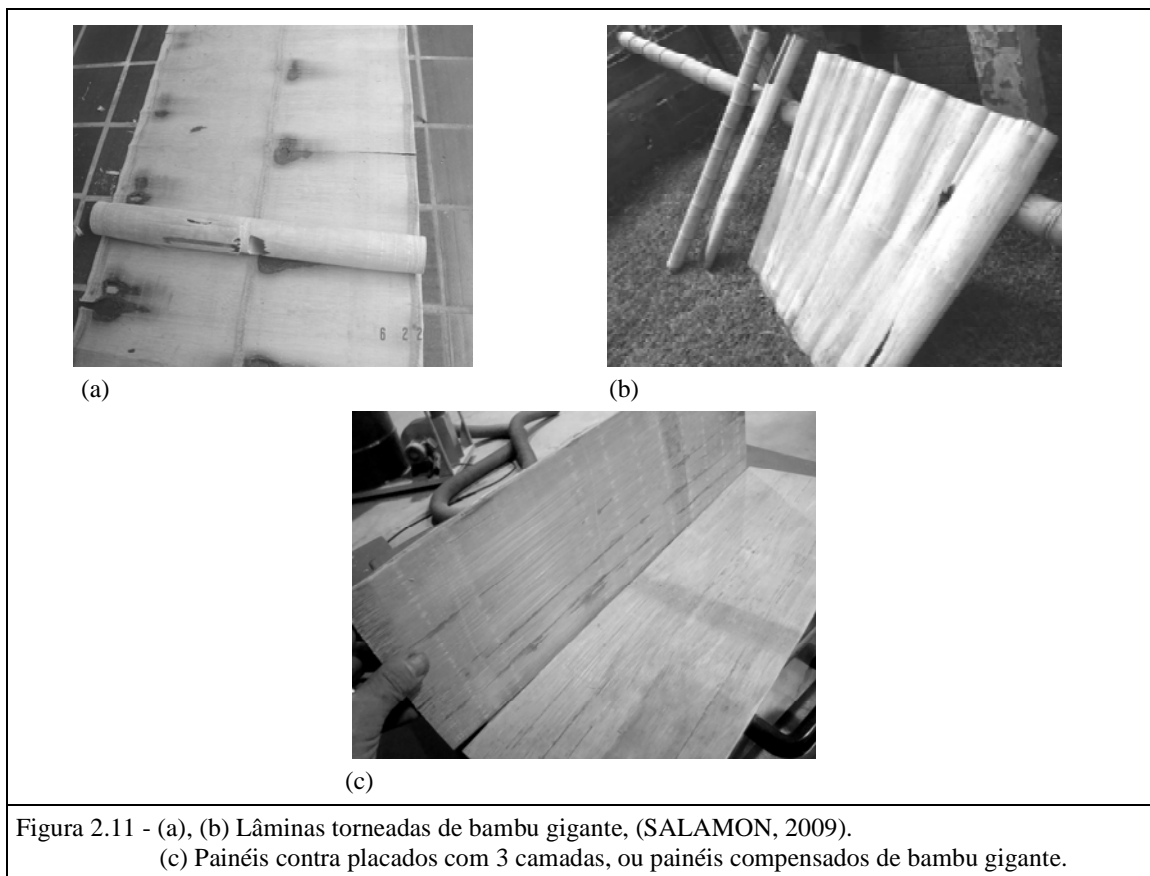 6 2 2
(a)
(b)
(c)
Figura 2.11 - (a), (b) Lâminas torneadas de bambu gigante, (SALAMON, 2009).
(c) Painéis contra placados com 3 camadas, ou painéis compensados de bambu gigante.